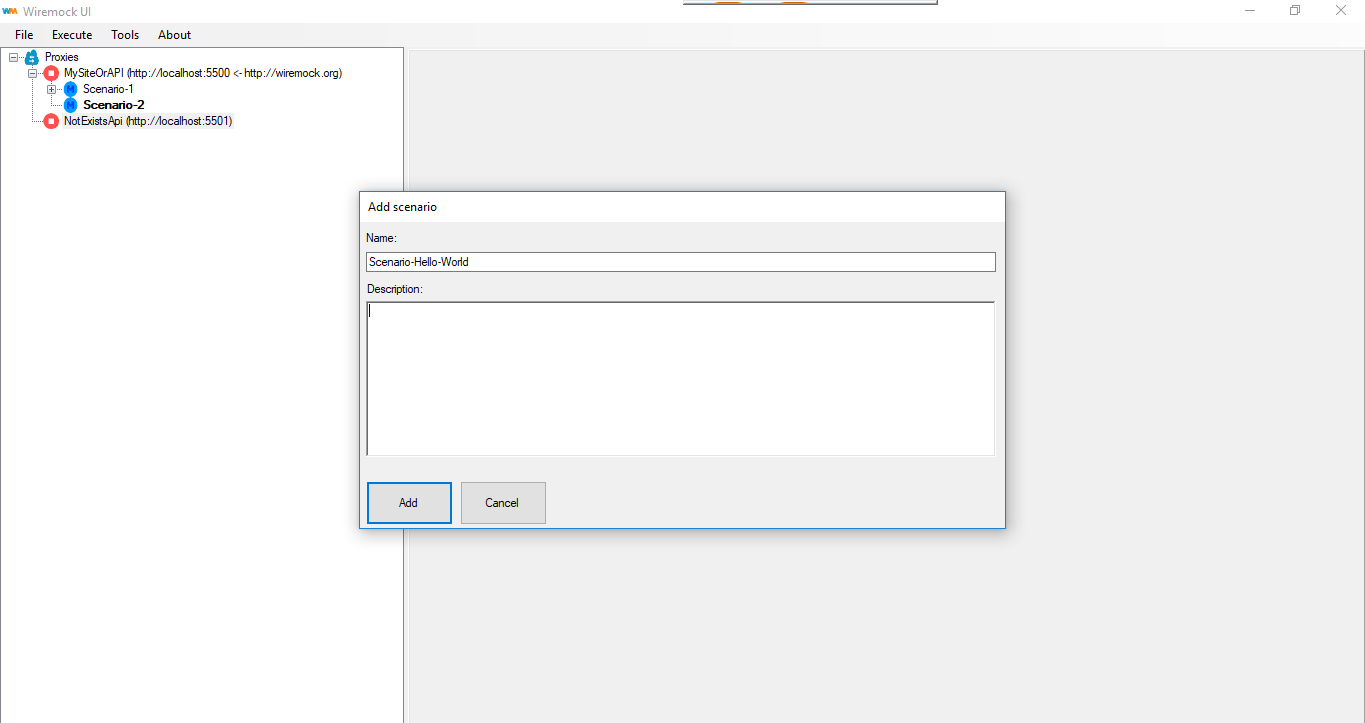 WM Wiremock UI
File Execute Tools About
Proxies
MySiteOrAPI (http://localhost:5500 <- http://wiremock.org)
M Scenario-1
M Scenario-2
NotExistsApi (http://localhost:5501)
Add scenario
Name:
Scenario-Hello-World
Description:
Add Cancel